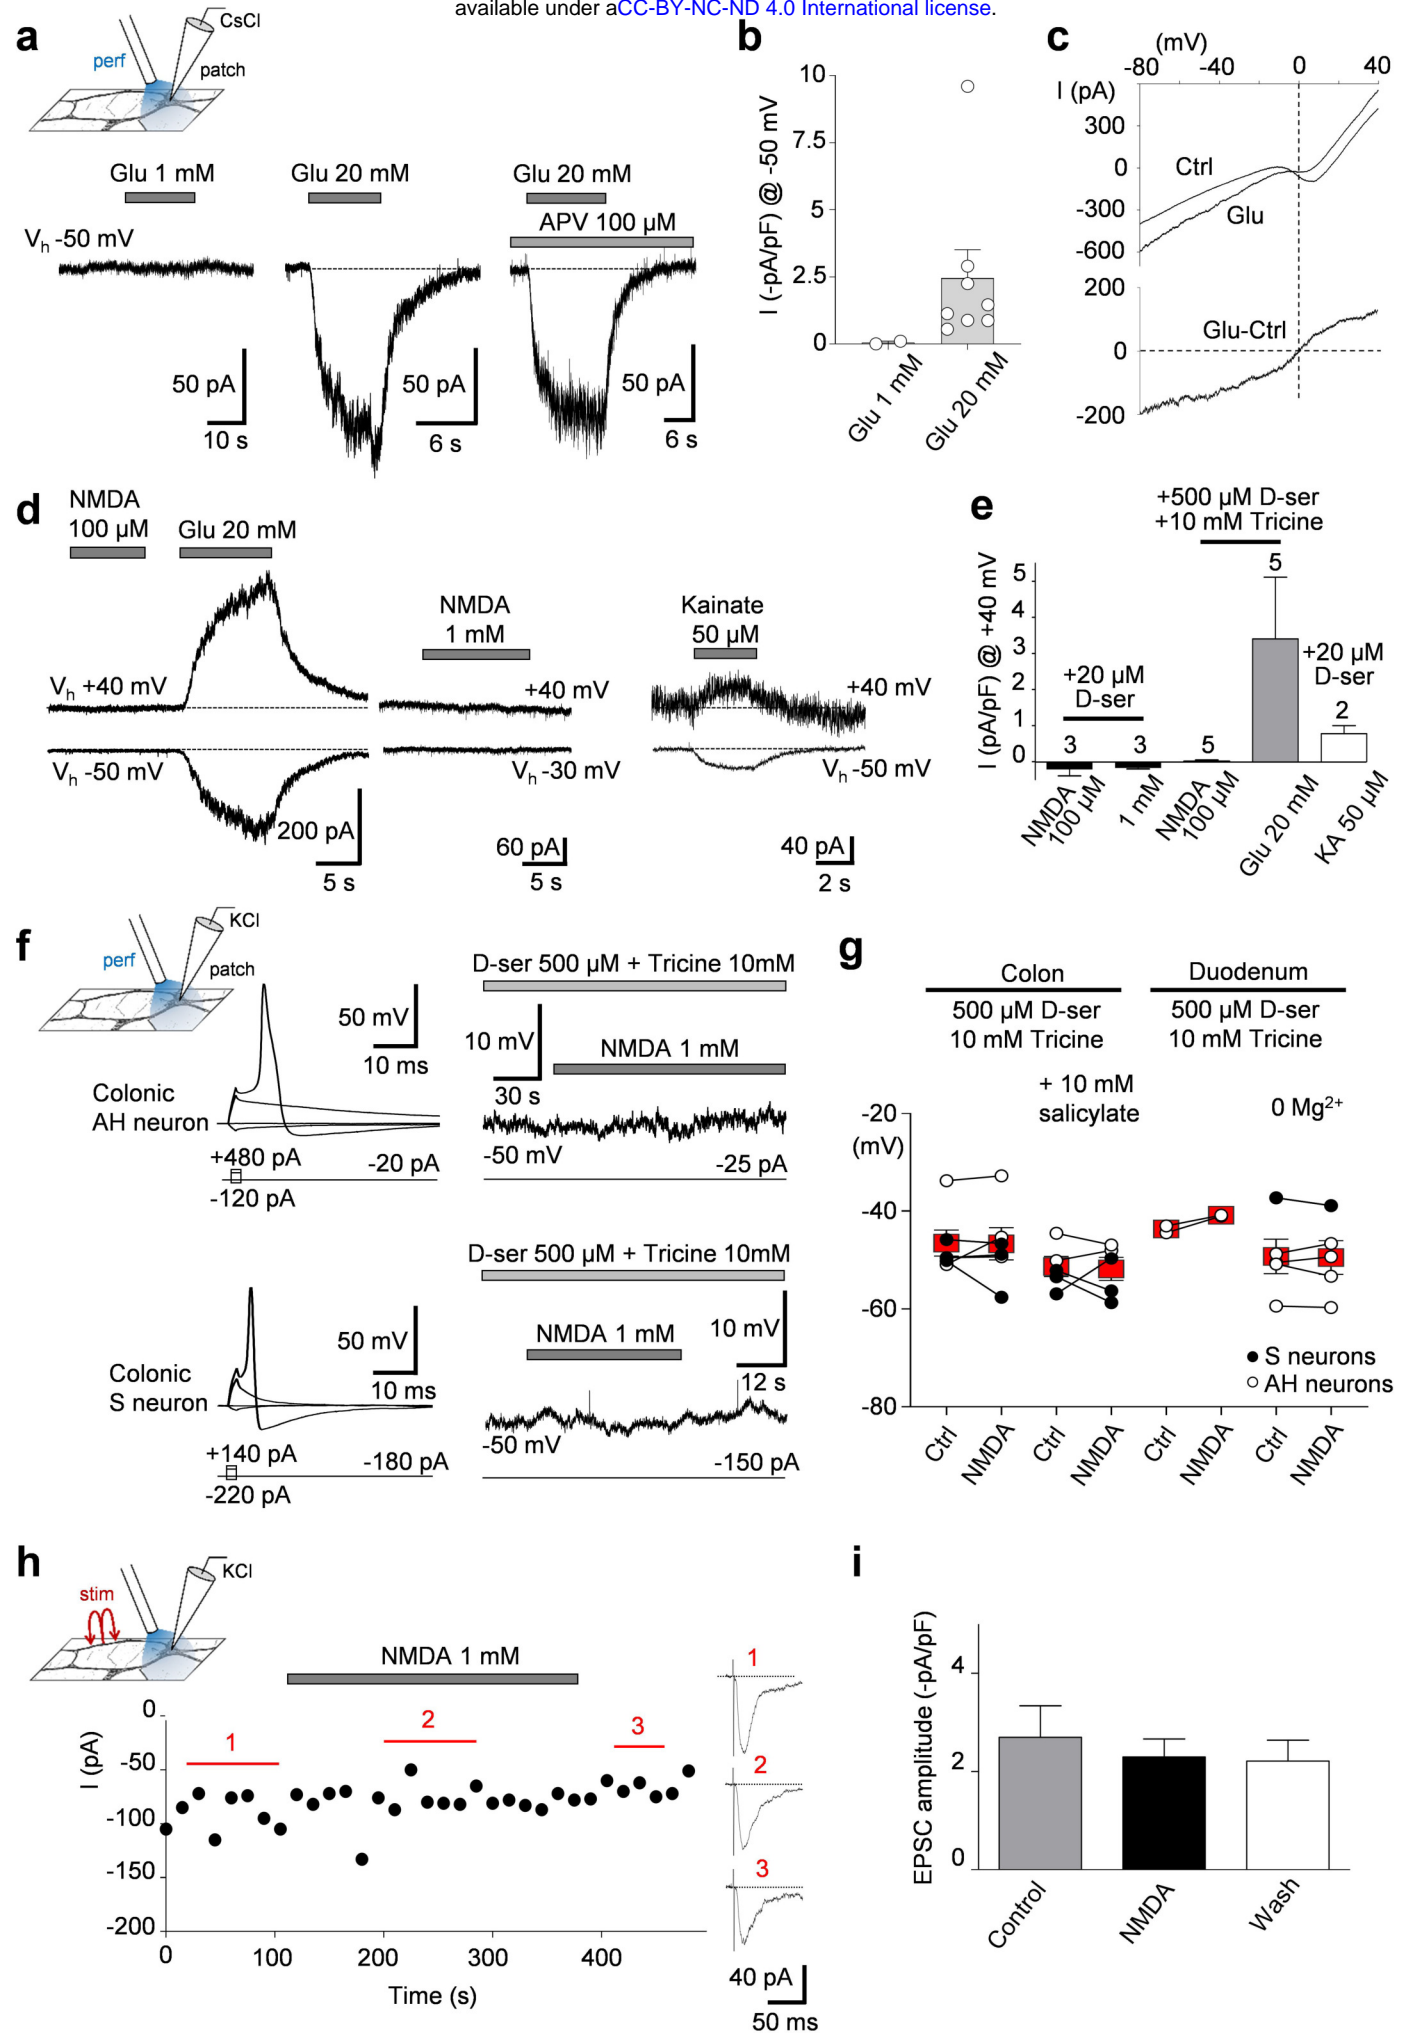 available under aCC-BY-NC-ND 4.0 International license.
a
CsCl
perf
patch
Glu 1 mM
Glu 20 mM
Glu 20 mM
APV 100 µM
Vh -50 mV
50 pA
10 s
50 pA
6 s
50 pA
6 s
b
I (-pA/pF) @ -50 mV
10
7.5
5
2.5
0
Glu 1 mM
Glu 20 mM
c
(mV)
-80
-40
0
40
I (pA)
300
0
-300
-600
Ctrl
Glu
200
0
-200
Glu-Ctrl
d
NMDA
100 µM
Glu 20 mM
Vh +40 mV
Vh -50 mV
200 pA
5 s
NMDA
1 mM
+40 mV
Vh -30 mV
60 pA
5 s
Kainate
50 µM
+40 mV
Vh -50 mV
40 pA
2 s
e
+500 µM D-ser
+10 mM Tricine
I (pA/pF) @ +40 mV
5
4
3
2
1
0
+20 µM
D-ser
+20 µM
D-ser
3
3
5
5
2
NMDA
100 µM
1 mM
NMDA
100 µM
Glu 20 mM
KA 50 µM
f
KCl
perf
patch
50 mV
10 ms
Colonic
AH neuron
+480 pA
-20 pA
-120 pA
D-ser 500 µM + Tricine 10mM
10 mV
30 s
NMDA 1 mM
-50 mV
-25 pA
50 mV
10 ms
Colonic
S neuron
+140 pA
-180 pA
-220 pA
D-ser 500 µM + Tricine 10mM
NMDA 1 mM
10 mV
12 s
-50 mV
-150 pA
g
Colon
Duodenum
500 µM D-ser
10 mM Tricine
500 µM D-ser
10 mM Tricine
+ 10 mM
salicylate
0 Mg2+
-20
(mV)
-40
-60
-80
S neurons
AH neurons
Ctrl
NMDA
Ctrl
NMDA
Ctrl
NMDA
Ctrl
NMDA
h
stim
KCl
NMDA 1 mM
I (pA)
0
-50
-100
-150
-200
1
2
3
0
100
200
300
400
Time (s)
1
2
3
40 pA
50 ms
i
EPSC amplitude (-pA/pF)
4
2
0
Control
NMDA
Wash